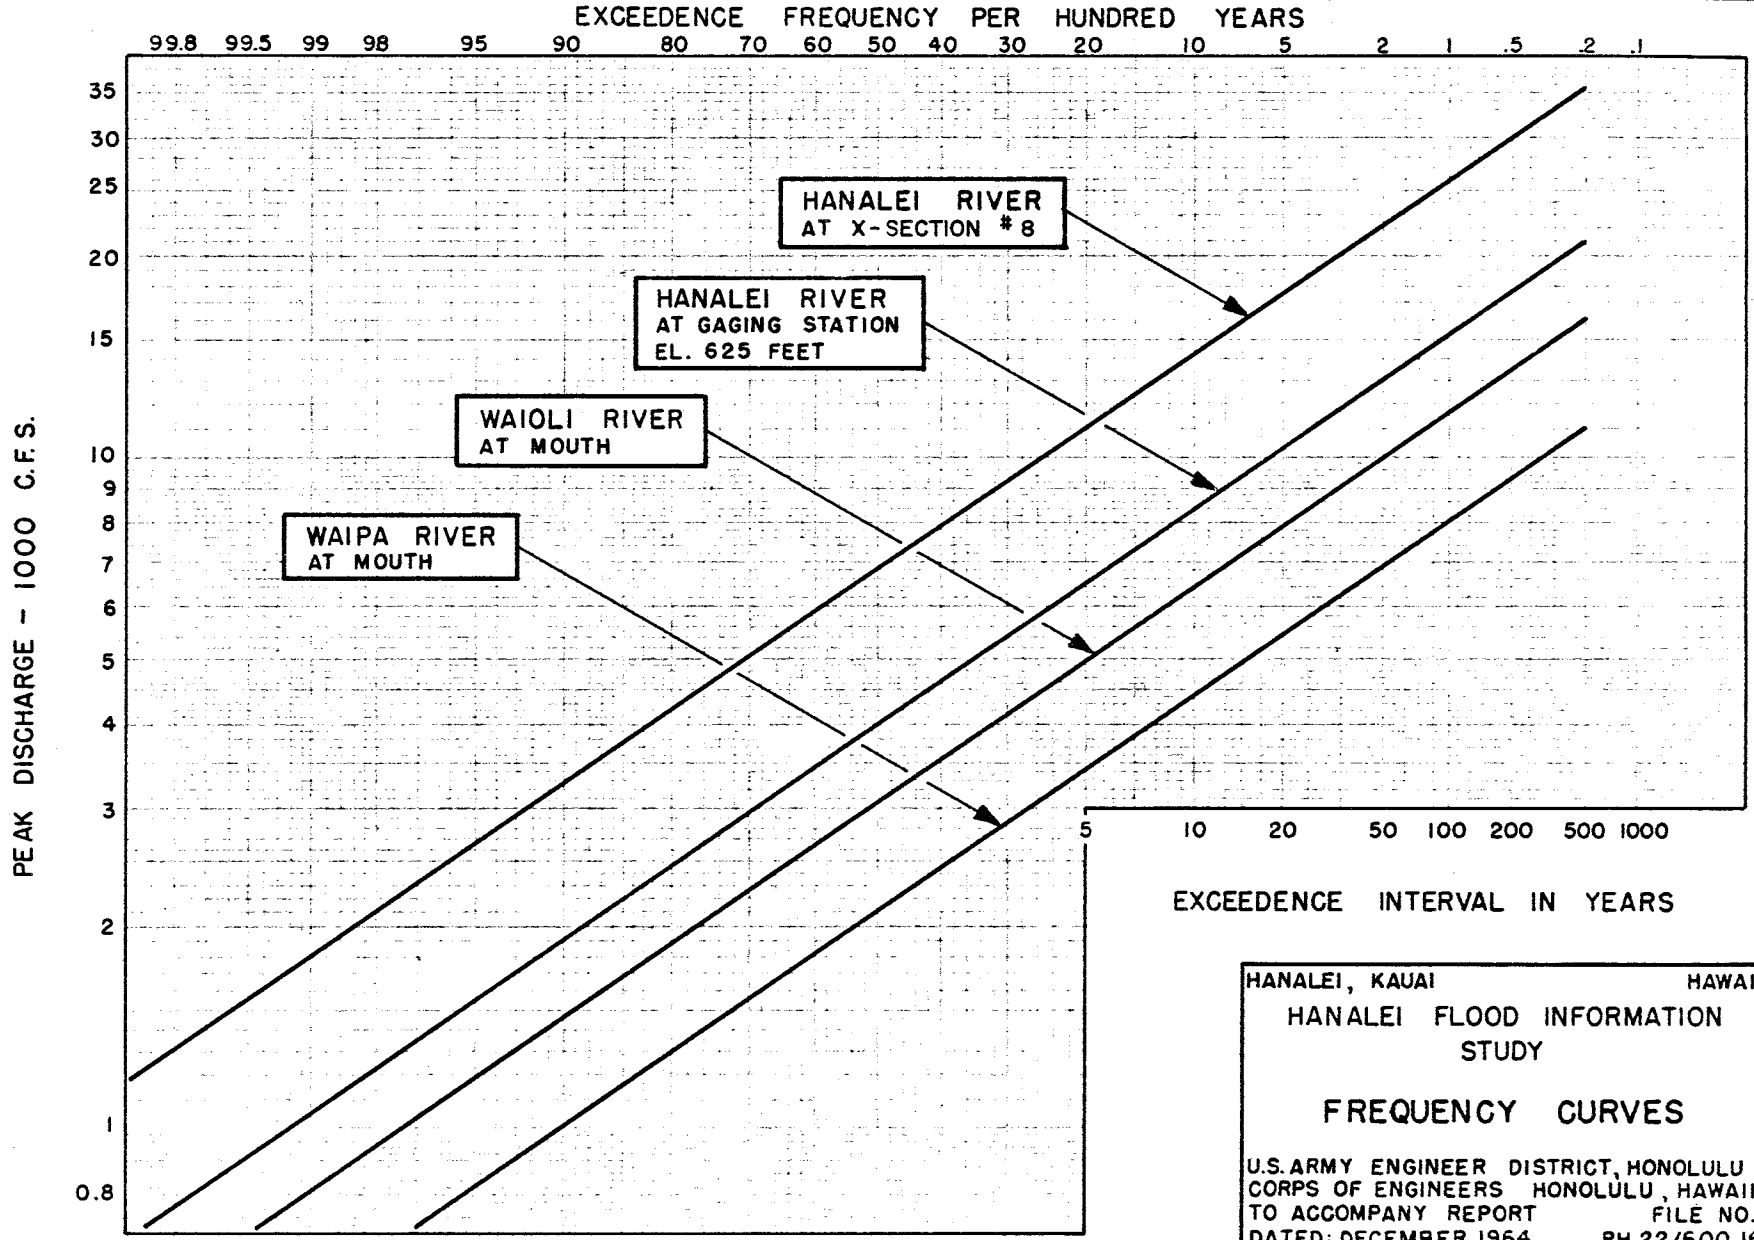 EXCEEDENCE FREQUENCY PER HUNDRED YEARS
99.8 99.5 99 98 95 90 80 70 60 50 40 30 20 10 5 2 1 .5 .2 .1
35
30
25
20
15
10
9
8
7
6
5
4
3
2
1
0.8
PEAK DISCHARGE - 1000 C.F.S.
HANALEI RIVER
AT X-SECTION #8
HANALEI RIVER
AT GAGING STATION
EL. 625 FEET
WAIOLI RIVER
AT MOUTH
WAIPA RIVER
AT MOUTH
5 10 20 50 100 200 500 1000
EXCEEDENCE INTERVAL IN YEARS
HANALEI, KAUAI HAWAI
HANALEI FLOOD INFORMATION
STUDY
FREQUENCY CURVES
U.S. ARMY ENGINEER DISTRICT, HONOLULU
CORPS OF ENGINEERS HONOLULU, HAWAII
TO ACCOMPANY REPORT FILE NO.
DATED: DECEMBER 1964